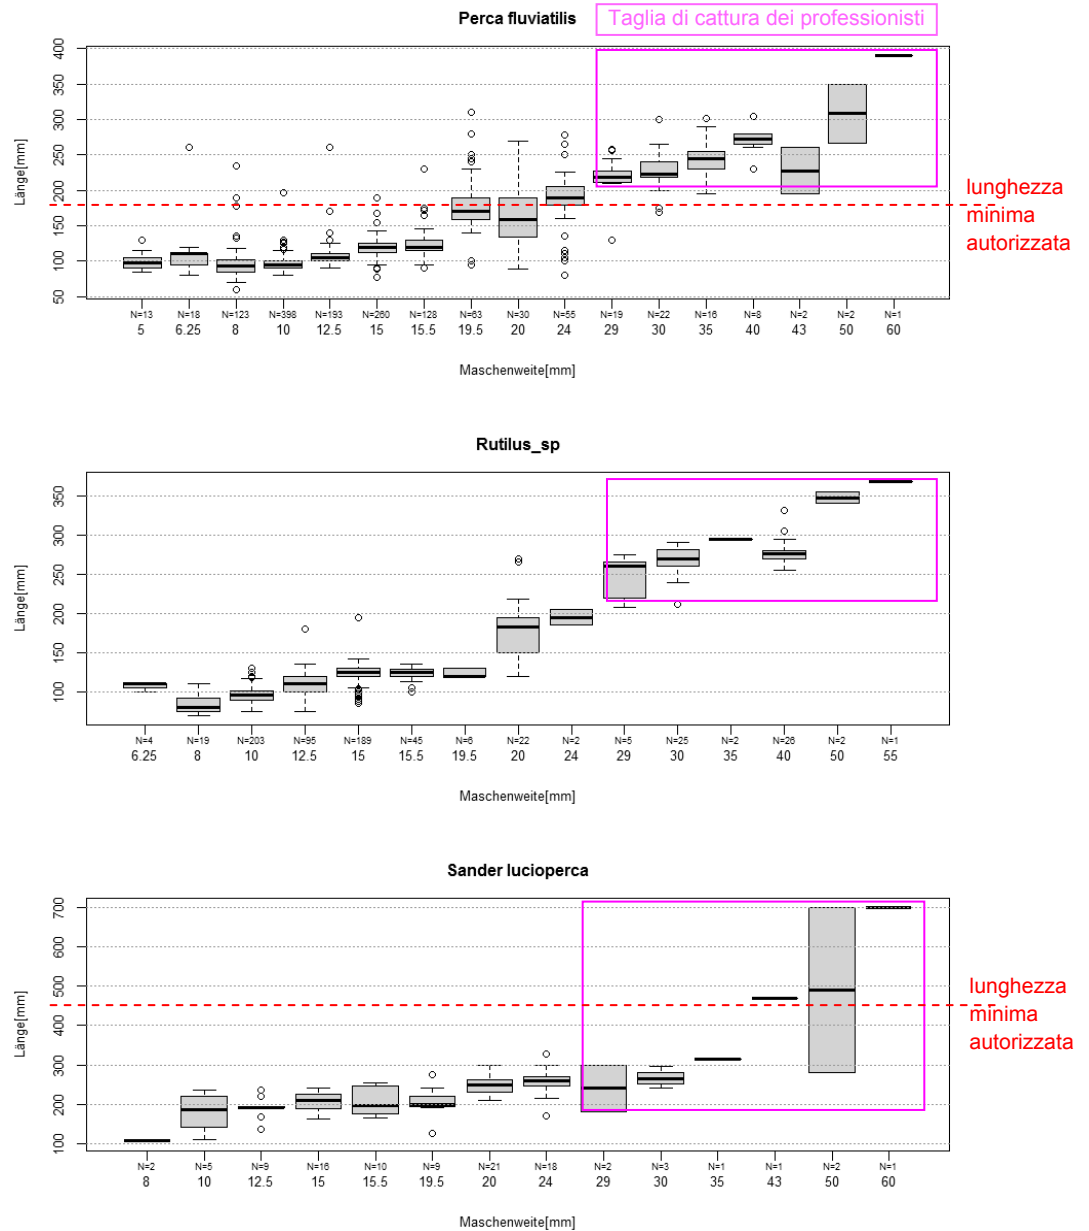 Perca fluviatilis
Taglia di cattura dei professionisti
Länge[mm]
400
350
300
250
200
150
100
50
lunghezza
minima
autorizzata
N=13 N=18 N=123 N=398 N=193 N=260 N=128 N=63 N=30 N=55 N=19 N=22 N=16 N=8 N=2 N=2 N=1
5 6.25 8 10 12.5 15 15.5 19.5 20 24 29 30 35 40 43 50 60
Maschenweite[mm]
Rutilus_sp
Länge[mm]
350
300
250
200
150
100
N=4 N=19 N=203 N=95 N=189 N=45 N=6 N=22 N=2 N=5 N=25 N=2 N=26 N=2 N=1
6.25 8 10 12.5 15 15.5 19.5 20 24 29 30 35 40 50 55
Maschenweite[mm]
Sander lucioperca
Länge[mm]
700
600
500
400
300
200
100
lunghezza
minima
autorizzata
N=2 N=5 N=9 N=16 N=10 N=9 N=21 N=18 N=2 N=3 N=1 N=1 N=2 N=1
8 10 12.5 15 15.5 19.5 20 24 29 30 35 43 50 60
Maschenweite[mm]